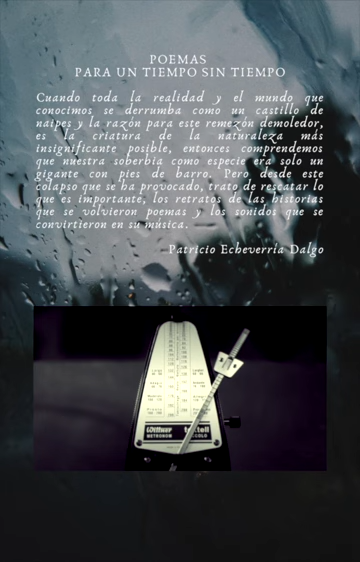 POEMAS
PARA UN TIEMPO SIN TIEMPO
Cuando toda la realidad y el mundo que
conocimos se derrumba como un castillo de
naipes y la razón para este remezón demoledor,
es la criatura de la naturaleza más
insignificante posible, entonces comprendemos
que nuestra soberbia como especie era solo un
gigante con pies de barro. Pero desde este
colapso que se ha provocado, trato de rescatar lo
que es importante, los retratos de las historias
que se volvieron poemas y los sonidos que se
convirtieron en su música.
Patricio Echeverría Dalgo
Wittner
METRONOM